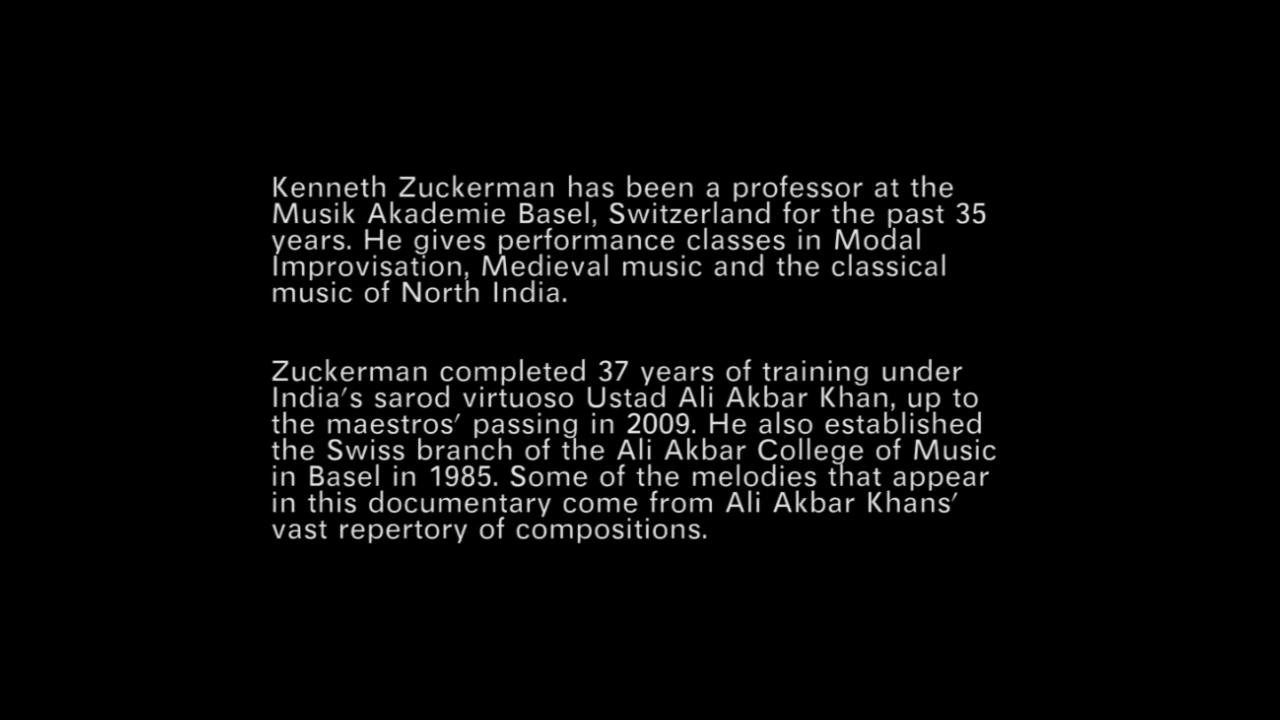 Kenneth Zuckerman has been a professor at the
Musik Akademie Basel, Switzerland for the past 35
years. He gives performance classes in Modal
Improvisation, Medieval music and the classical
music of North India.
Zuckerman completed 37 years of training under
India's sarod virtuoso Ustad Ali Akbar Khan, up to
the maestros' passing in 2009. He also established
the Swiss branch of the Ali Akbar College of Music
in Basel in 1985. Some of the melodies that appear
in this documentary come from Ali Akbar Khans'
vast repertory of compositions.